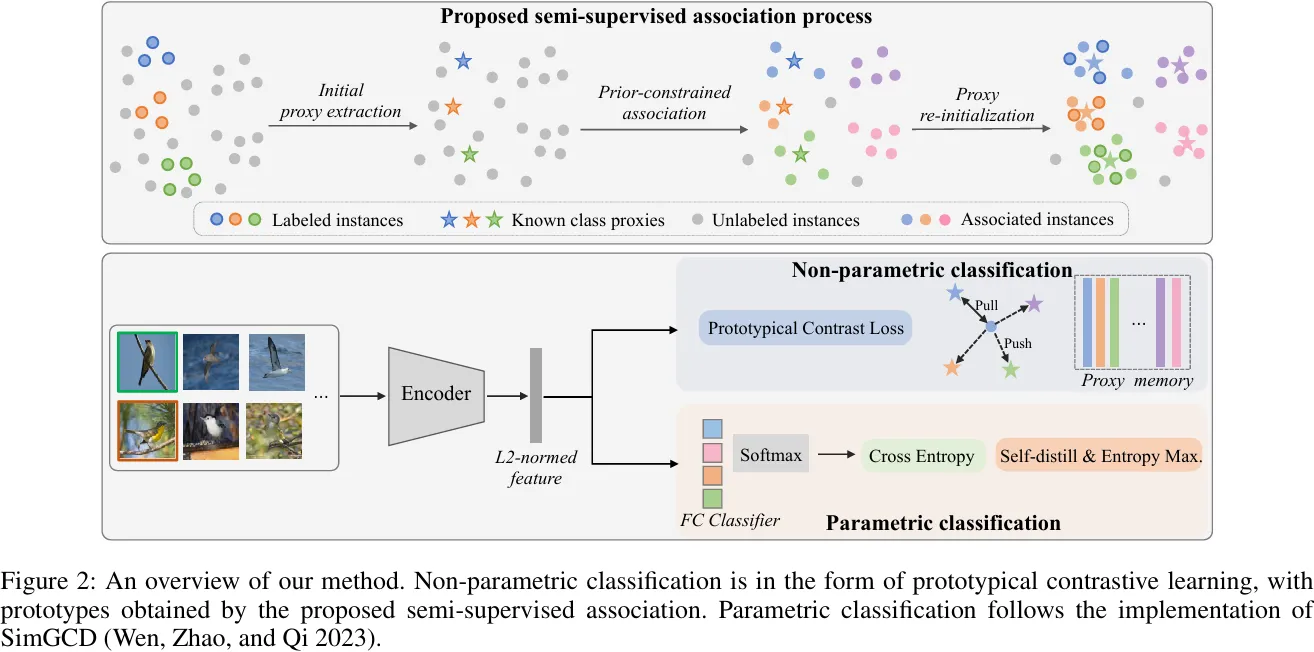 Proposed semi-supervised association process
Initial
proxy extraction
Prior-constrained
association
Proxy
re-initialization
Labeled instances
Known class proxies
Unlabeled instances
Associated instances
Non-parametric classification
Prototypical Contrast Loss
Pull
Push
...
Proxy memory
...
Encoder
L2-normed
feature
Softmax
Cross Entropy
Self-distill & Entropy Max.
FC Classifier
Parametric classification
Figure 2: An overview of our method. Non-parametric classification is in the form of prototypical contrastive learning, with
prototypes obtained by the proposed semi-supervised association. Parametric classification follows the implementation of
SimGCD (Wen, Zhao, and Qi 2023).